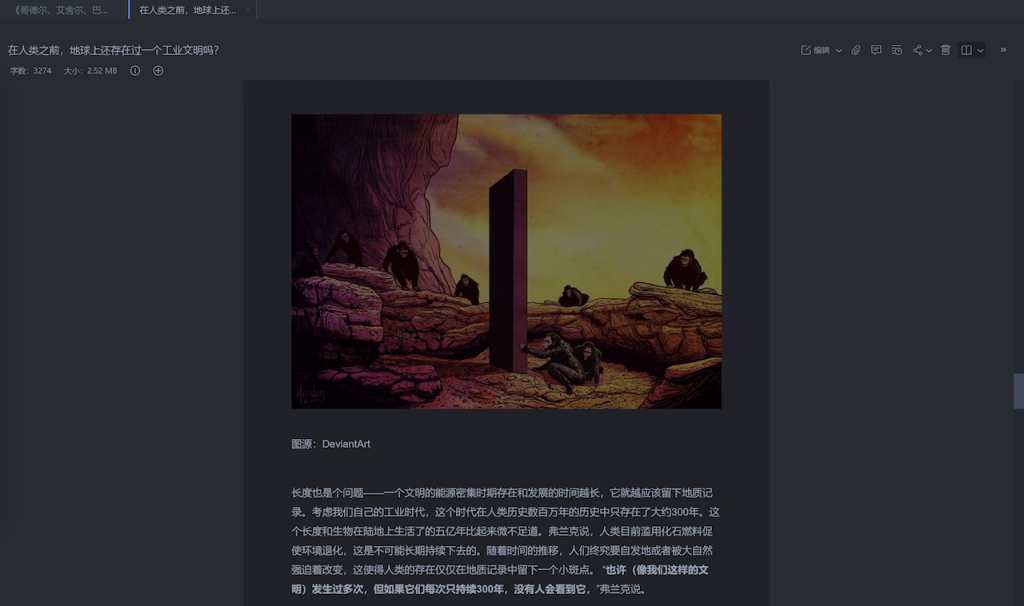 《哥德尔、艾舍尔、巴...
在人类之前，地球上还...
在人类之前，地球上还存在过一个工业文明吗？
编辑
字数：3274 大小：2.52 MB
图源：DeviantArt
长度也是个问题——一个文明的能源密集时期存在和发展的时间越长，它就越应该留下地质记
录。考虑我们自己的工业时代，这个时代在人类历史数百万年的历史中只存在了大约300年。这
个长度和生物在陆地上生活了的五亿年比起来微不足道。弗兰克说，人类目前滥用化石燃料促
使环境退化，这是不可能长期持续下去的。随着时间的推移，人们终究要自发地或者被大自然
强迫着改变，这使得人类的存在仅仅在地质记录中留下一个小斑点。“也许（像我们这样的文
明）发生过多次，但如果它们每次只持续300年，没有人会看到它，”弗兰克说。